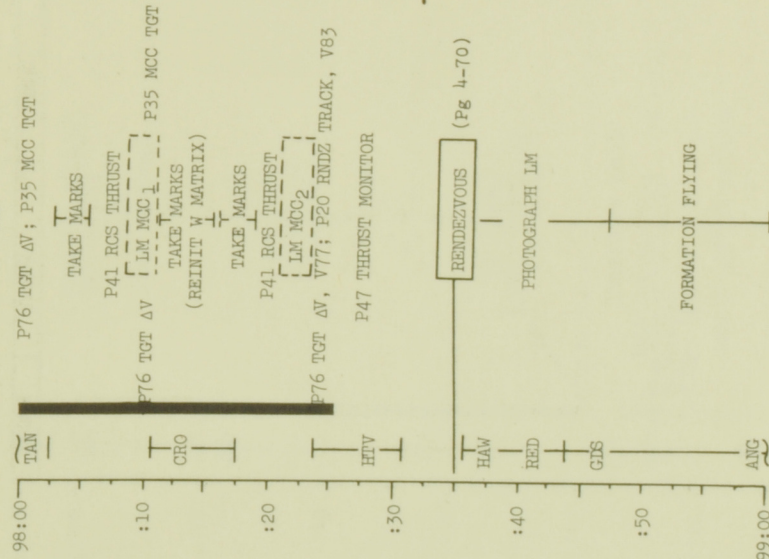 98:00
TAN
P76 TGT ΔV; P35 MCC TGT
TAKE MARKS
P41 RCS THRUST
:10
LM MCC1
P76 TGT ΔV
P35 MCC TGT
CRO
TAKE MARKS
(REINIT W MATRIX)
TAKE MARKS
:20
P41 RCS THRUST
LM MCC2
P76 TGT ΔV, V77; P20 RNDZ TRACK, V83
HTV
P47 THRUST MONITOR
:30
RENDEZVOUS (Pg 4-70)
HAW
:40
RED
PHOTOGRAPH LM
GDS
:50
FORMATION FLYING
ANG
99:00